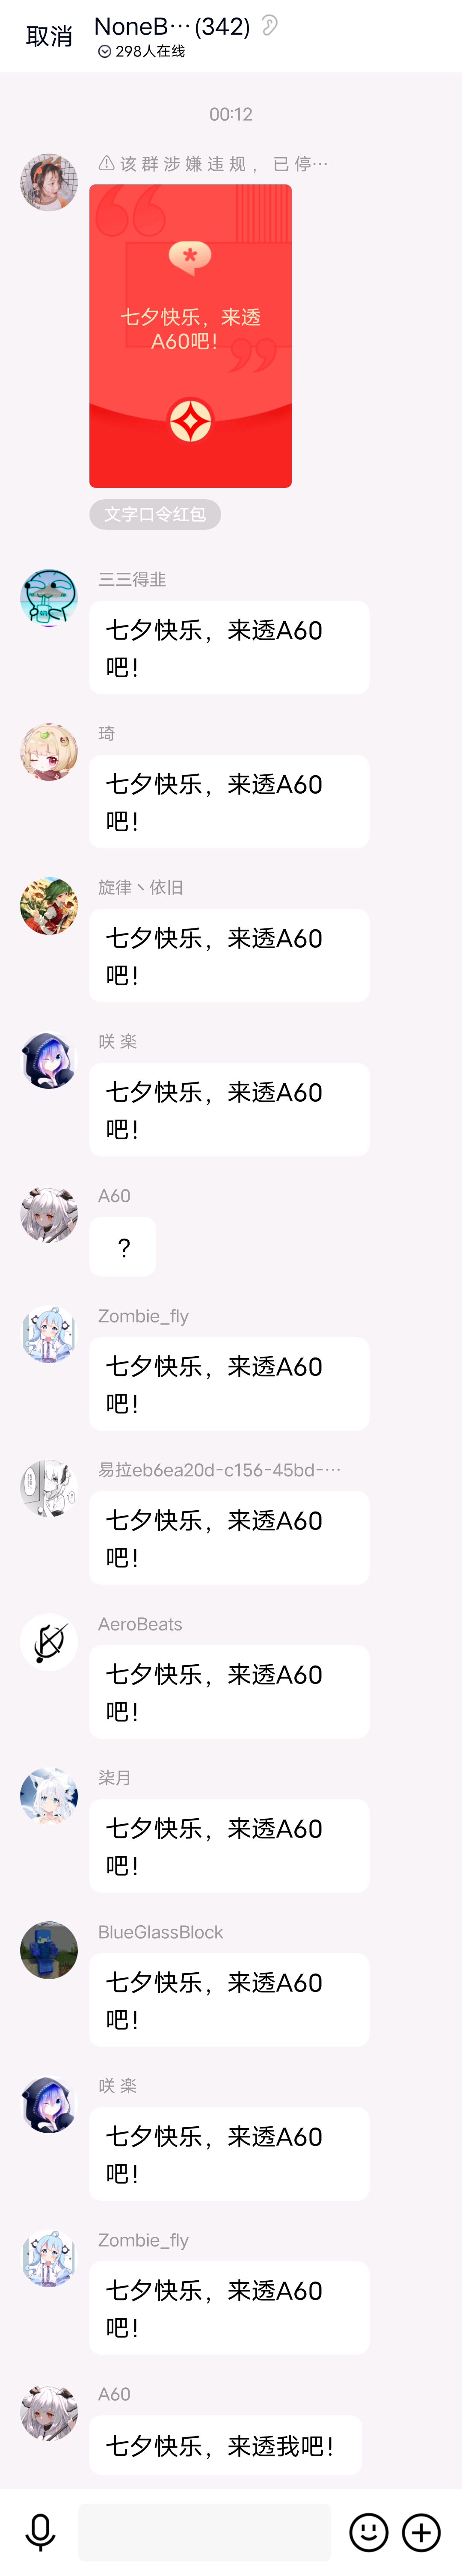 取消
NoneB…(342)
298人在线
00:12
该群涉嫌违规，已停…
七夕快乐，来透
A60吧！
文字口令红包
三三得韭
七夕快乐，来透A60
吧！
琦
七夕快乐，来透A60
吧！
旋律丶依旧
七夕快乐，来透A60
吧！
咲 楽
七夕快乐，来透A60
吧！
A60
？
Zombie_fly
七夕快乐，来透A60
吧！
易拉eb6ea20d-c156-45bd-…
七夕快乐，来透A60
吧！
AeroBeats
七夕快乐，来透A60
吧！
柒月
七夕快乐，来透A60
吧！
BlueGlassBlock
七夕快乐，来透A60
吧！
咲 楽
七夕快乐，来透A60
吧！
Zombie_fly
七夕快乐，来透A60
吧！
A60
七夕快乐，来透我吧！